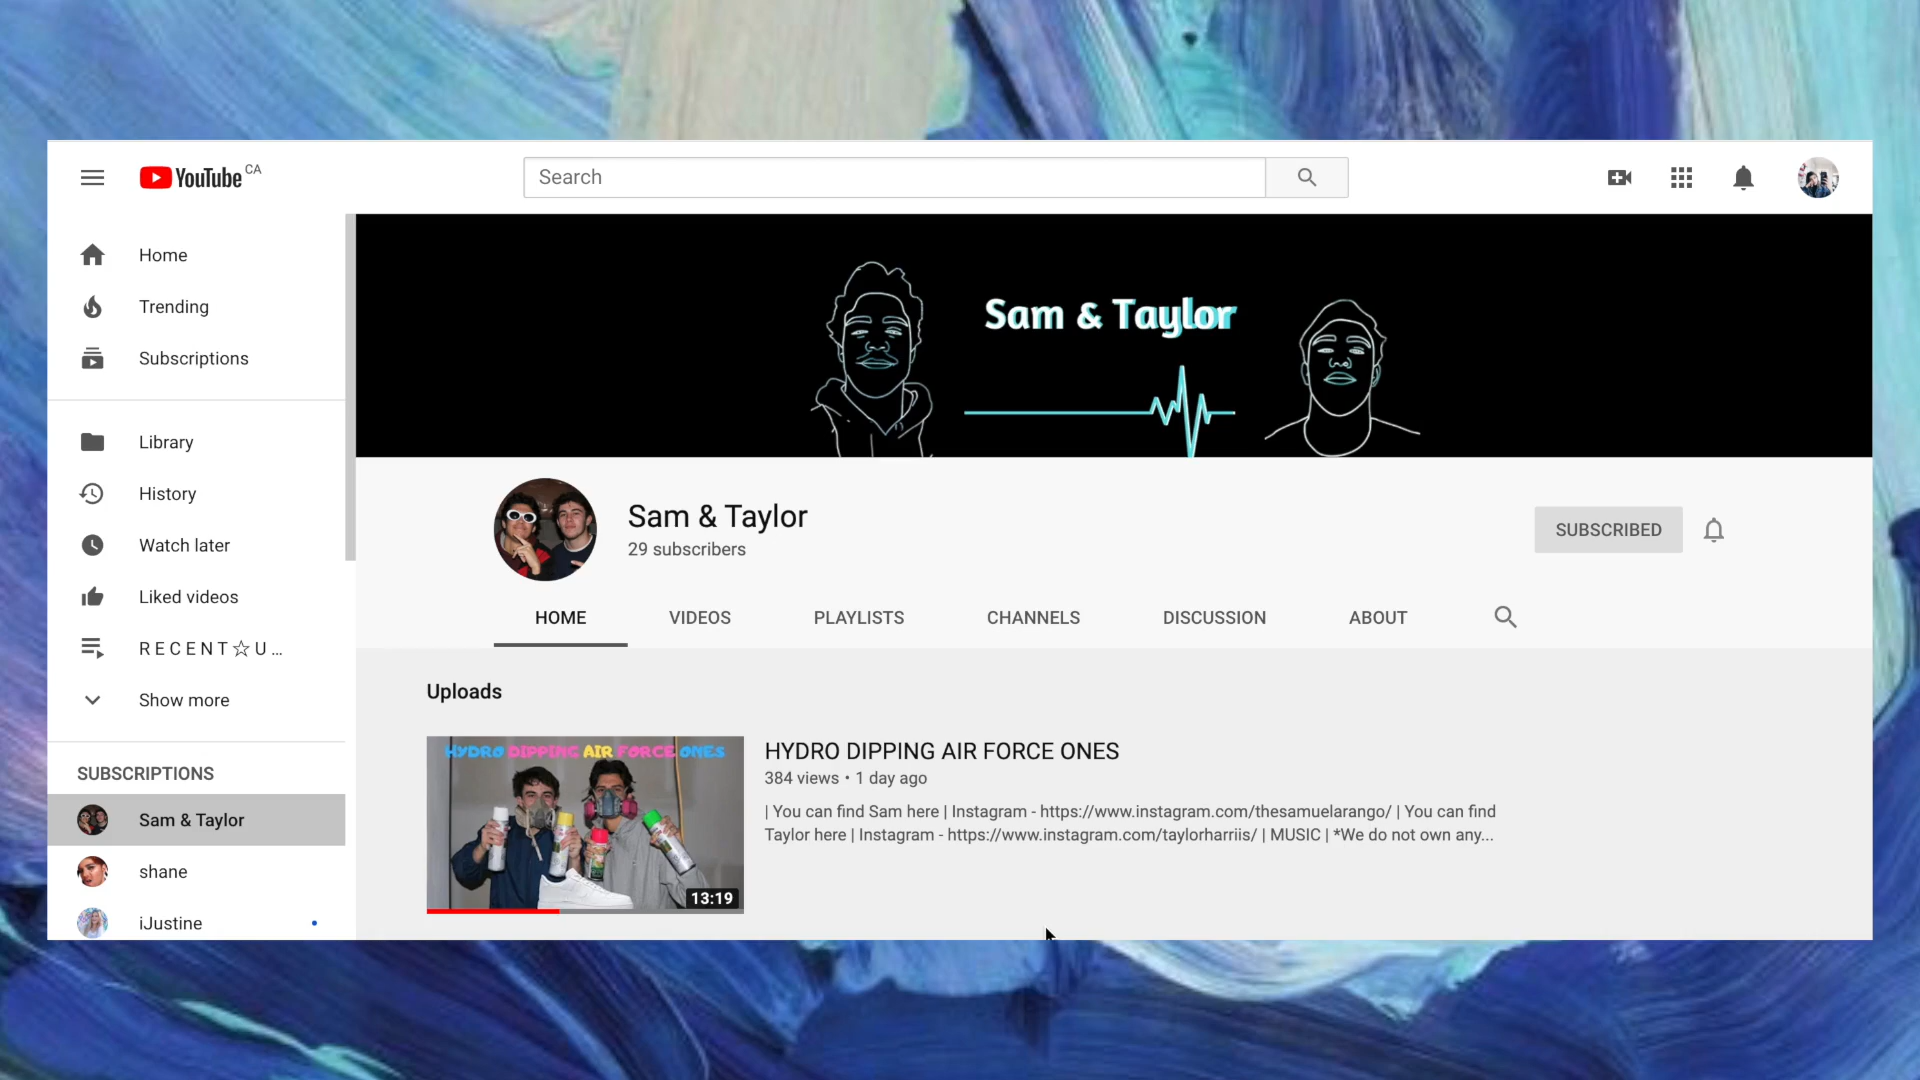 YouTube CA
Search
Home
Trending
Subscriptions
Library
History
Watch later
Liked videos
R E C E N T ☆ U ...
Show more
SUBSCRIPTIONS
Sam & Taylor
shane
iJustine
Sam & Taylor
Sam & Taylor
29 subscribers
SUBSCRIBED
HOME VIDEOS PLAYLISTS CHANNELS DISCUSSION ABOUT
Uploads
HYDRO DIPPING AIR FORCE ONES
13:19
HYDRO DIPPING AIR FORCE ONES
384 views • 1 day ago
| You can find Sam here | Instagram - https://www.instagram.com/thesamuelarango/ | You can find
Taylor here | Instagram - https://www.instagram.com/taylorharriis/ | MUSIC | *We do not own any...